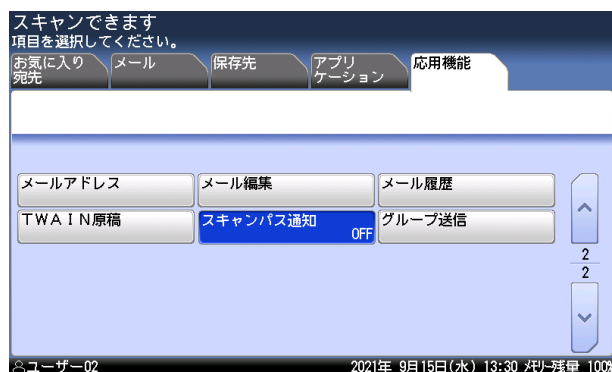 スキャンできます
項目を選択してください。
お気に入り
宛先
メール
保存先
アプリ
ケーション
応用機能
メールアドレス
メール編集
メール履歴
TWAIN原稿
スキャンパス通知
OFF
グループ送信
2
2
ユーザー02
2021年 9月15日(水) 13:30 メモリー残量 100%